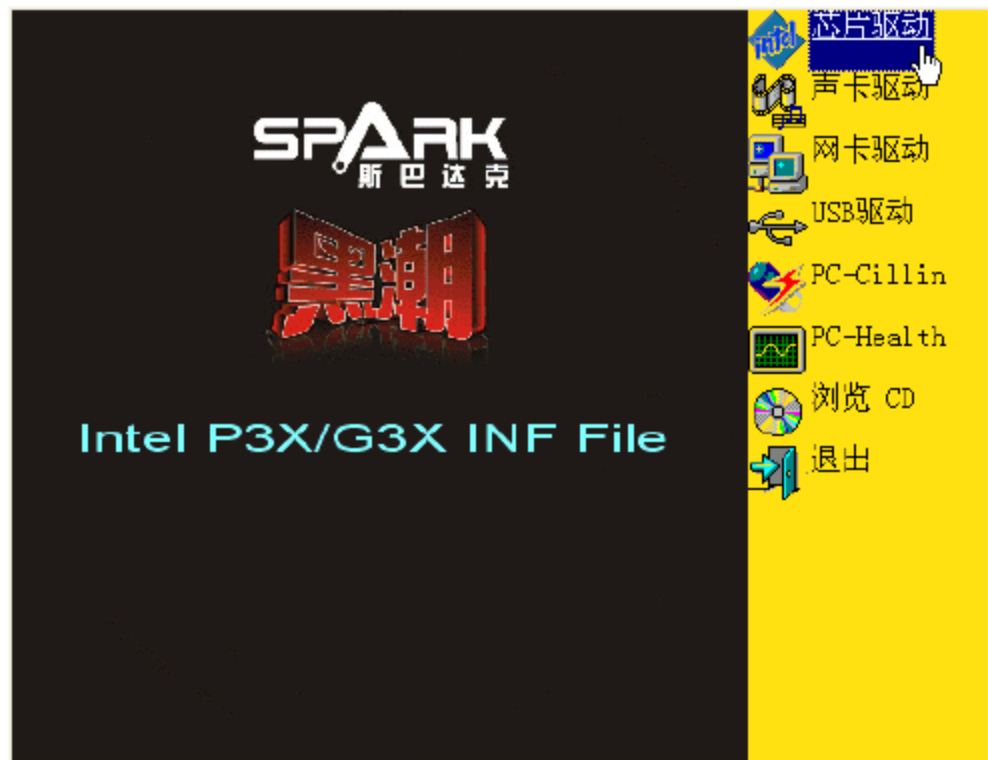 SPARK
斯巴达克
黑潮
Intel P3X/G3X INF File
intel
芯片驱动
声卡驱动
网卡驱动
USB驱动
PC-Cillin
PC-Health
浏览 CD
退出